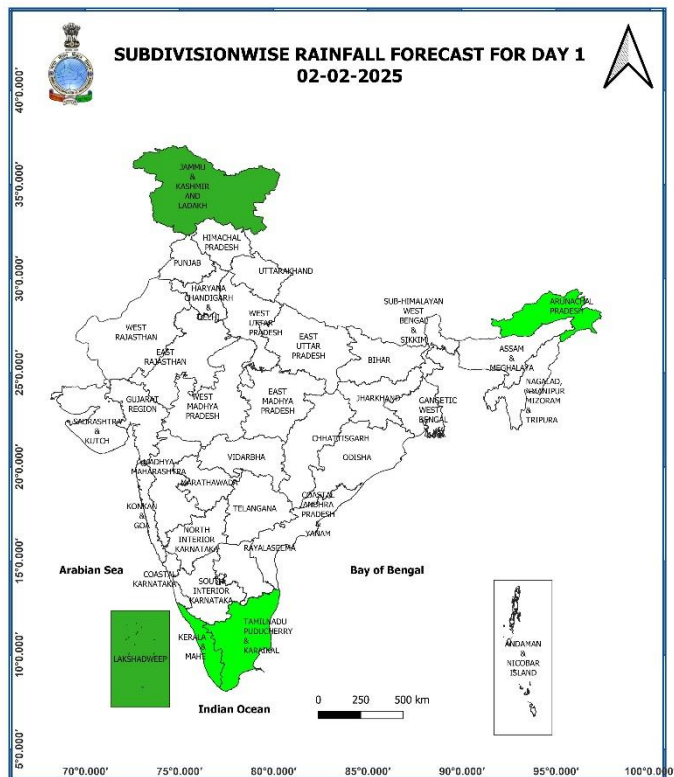 SUBDIVISIONWISE RAINFALL FORECAST FOR DAY 1
02-02-2025
40°0.000'
35°0.000'
30°0.000'
25°0.000'
20°0.000'
15°0.000'
10°0.000'
5°0.000'
JAMMU
&
KASHMIR
AND
LADAKH
HIMACHAL
PRADESH
PUNJAB
UTTARAKHAND
HARYANA
CHANDIGARH
&
DELHI
WEST
UTTAR
PRADESH
EAST
UTTAR
PRADESH
SUB-HIMALAYAN
WEST
BENGAL
&
SIKKIM
ARUNACHAL
PRADESH
ASSAM
&
MEGHALAYA
NAGALAD,
MANIPUR
MIZORAM
&
TRIPURA
WEST
RAJASTHAN
EAST
RAJASTHAN
BIHAR
GUJARAT
REGION
SAURASHTRA
&
KUTCH
WEST
MADHYA
PRADESH
EAST
MADHYA
PRADESH
JHARKHAND
GANGETIC
WEST
BENGAL
CHHATTISGARH
ODISHA
VIDARBHA
MADHYA
MAHARASHTRA
MARATHAWADA
KONKAN
&
GOA
TELANGANA
COASTAL
ANDHRA
PRADESH
&
YANAM
NORTH
INTERIOR
KARNATAKA
RAYALASEEMA
COASTAL
KARNATAKA
SOUTH
INTERIOR
KARNATAKA
Arabian Sea
Bay of Bengal
KERALA
&
MAHE
TAMILNADU
PUDUCHERRY
&
KARAIKAL
LAKSHADWEEP
ANDAMAN
&
NICOBAR
ISLAND
Indian Ocean
0 250 500 km
70°0.000' 75°0.000' 80°0.000' 85°0.000' 90°0.000' 95°0.000' 100°0.000'